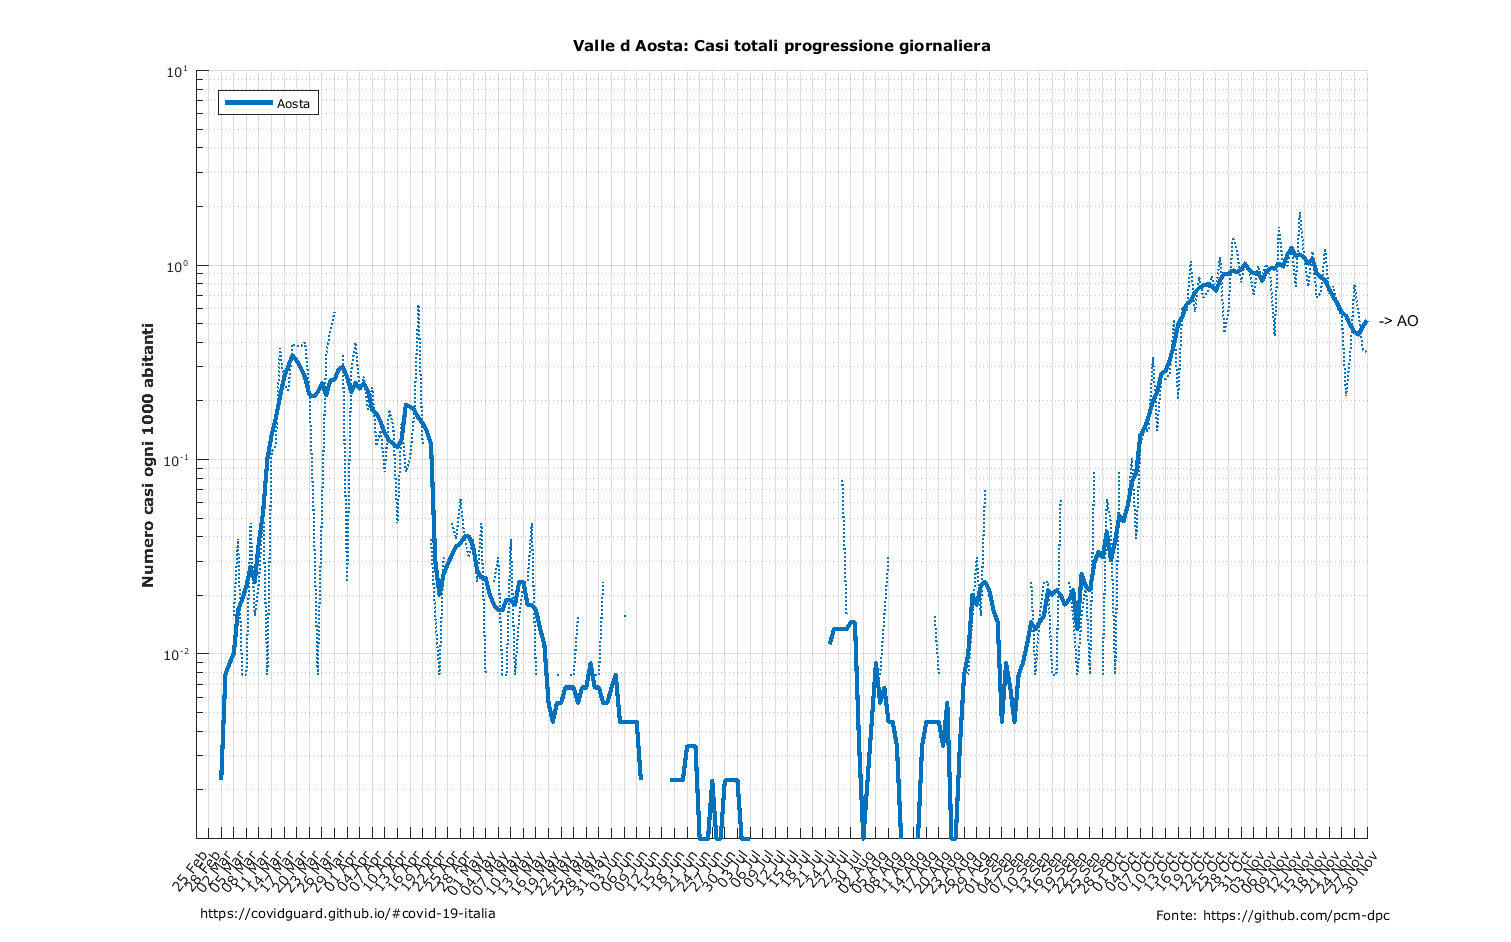 Valle d Aosta: Casi totali progressione giornaliera
Aosta
Numero casi ogni 1000 abitanti
10¹
10⁰
10⁻¹
10⁻²
-> AO
25 Feb
28 Feb
02 Mar
05 Mar
08 Mar
11 Mar
14 Mar
17 Mar
20 Mar
23 Mar
26 Mar
29 Mar
01 Apr
04 Apr
07 Apr
10 Apr
13 Apr
16 Apr
19 Apr
22 Apr
25 Apr
28 Apr
01 May
04 May
07 May
10 May
13 May
16 May
19 May
22 May
25 May
28 May
31 May
03 Jun
06 Jun
09 Jun
12 Jun
15 Jun
18 Jun
21 Jun
24 Jun
27 Jun
30 Jun
03 Jul
06 Jul
09 Jul
12 Jul
15 Jul
18 Jul
21 Jul
24 Jul
27 Jul
30 Jul
02 Aug
05 Aug
08 Aug
11 Aug
14 Aug
17 Aug
20 Aug
23 Aug
26 Aug
29 Aug
01 Sep
04 Sep
07 Sep
10 Sep
13 Sep
16 Sep
19 Sep
22 Sep
25 Sep
28 Sep
01 Oct
04 Oct
07 Oct
10 Oct
13 Oct
16 Oct
19 Oct
22 Oct
25 Oct
28 Oct
31 Oct
03 Nov
06 Nov
09 Nov
12 Nov
15 Nov
18 Nov
21 Nov
24 Nov
27 Nov
30 Nov
https://covidguard.github.io/#covid-19-italia
Fonte: https://github.com/pcm-dpc